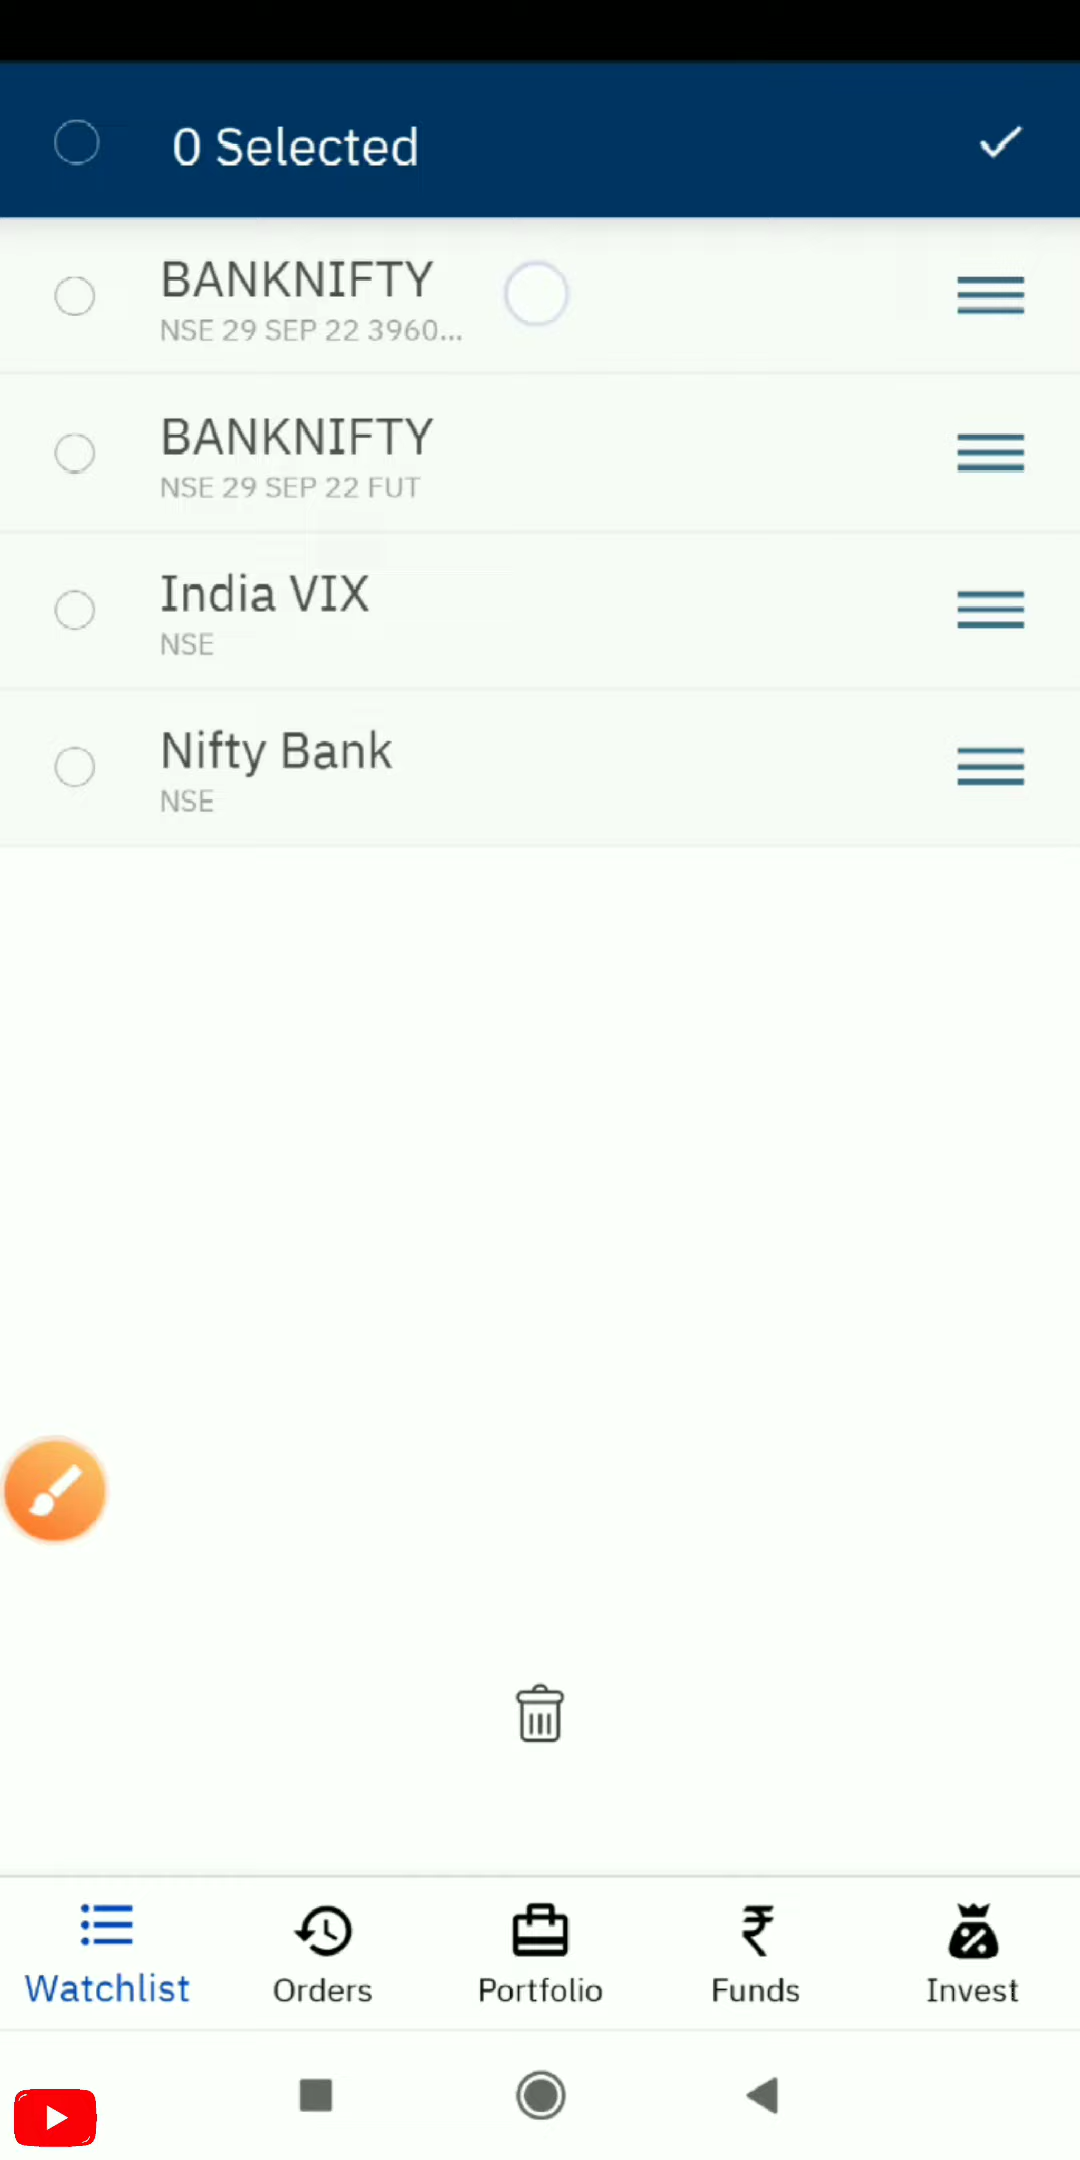 0 Selected
BANKNIFTY
NSE 29 SEP 22 3960...
BANKNIFTY
NSE 29 SEP 22 FUT
India VIX
NSE
Nifty Bank
NSE
Watchlist
Orders
Portfolio
Funds
Invest